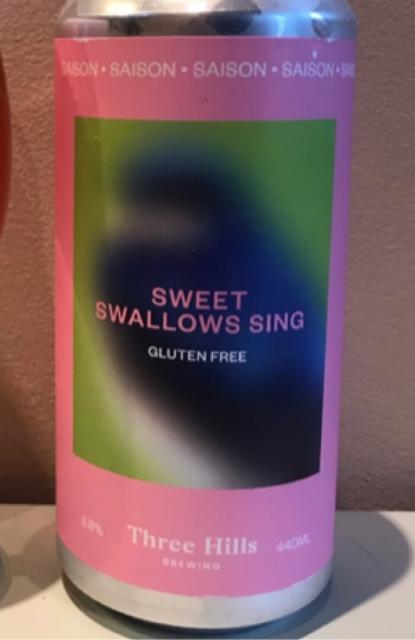 SAISON • SAISON • SAISON • SAISON •
SWEET
SWALLOWS SING
GLUTEN FREE
Three Hills
440ML
BREWING